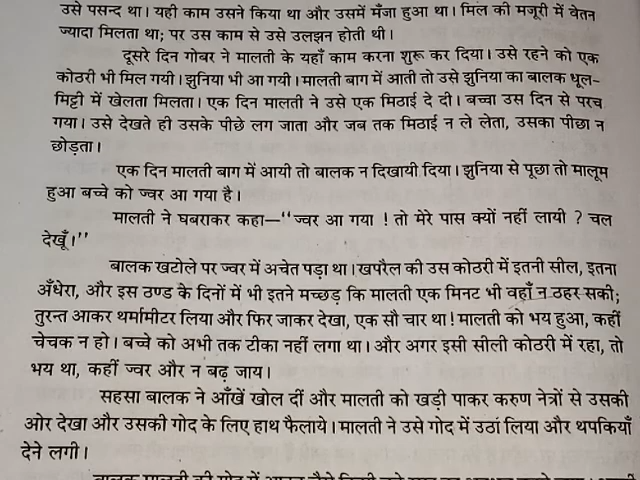 उसे पसन्द था। यही काम उसने किया था और उसमें मँजा हुआ था। मिल की मजूरी में वेतन
ज्यादा मिलता था; पर उस काम से उसे उलझन होती थी।
दूसरे दिन गोबर ने मालती के यहाँ काम करना शुरू कर दिया। उसे रहने को एक
कोठरी भी मिल गयी। झुनिया भी आ गयी। मालती बाग में आती तो उसे झुनिया का बालक धूल-
मिट्टी में खेलता मिलता। एक दिन मालती ने उसे एक मिठाई दे दी। बच्चा उस दिन से परच
गया। उसे देखते ही उसके पीछे लग जाता और जब तक मिठाई न ले लेता, उसका पीछा न
छोड़ता।
एक दिन मालती बाग में आयी तो बालक न दिखायी दिया। झुनिया से पूछा तो मालूम
हुआ बच्चे को ज्वर आ गया है।
मालती ने घबराकर कहा—‘‘ज्वर आ गया ! तो मेरे पास क्यों नहीं लायी ? चल
देखूँ।’’
बालक खटोले पर ज्वर में अचेत पड़ा था। खपरैल की उस कोठरी में इतनी सील, इतना
अँधेरा, और इस ठण्ड के दिनों में भी इतने मच्छड़ कि मालती एक मिनट भी वहाँ न ठहर सकी;
तुरन्त आकर थर्मामीटर लिया और फिर जाकर देखा, एक सौ चार था ! मालती को भय हुआ, कहीं
चेचक न हो। बच्चे को अभी तक टीका नहीं लगा था। और अगर इसी सीली कोठरी में रहा, तो
भय था, कहीं ज्वर और न बढ़ जाय।
सहसा बालक ने आँखें खोल दीं और मालती को खड़ी पाकर करुण नेत्रों से उसकी
ओर देखा और उसकी गोद के लिए हाथ फैलाये। मालती ने उसे गोद में उठा लिया और थपकियाँ
देने लगी।